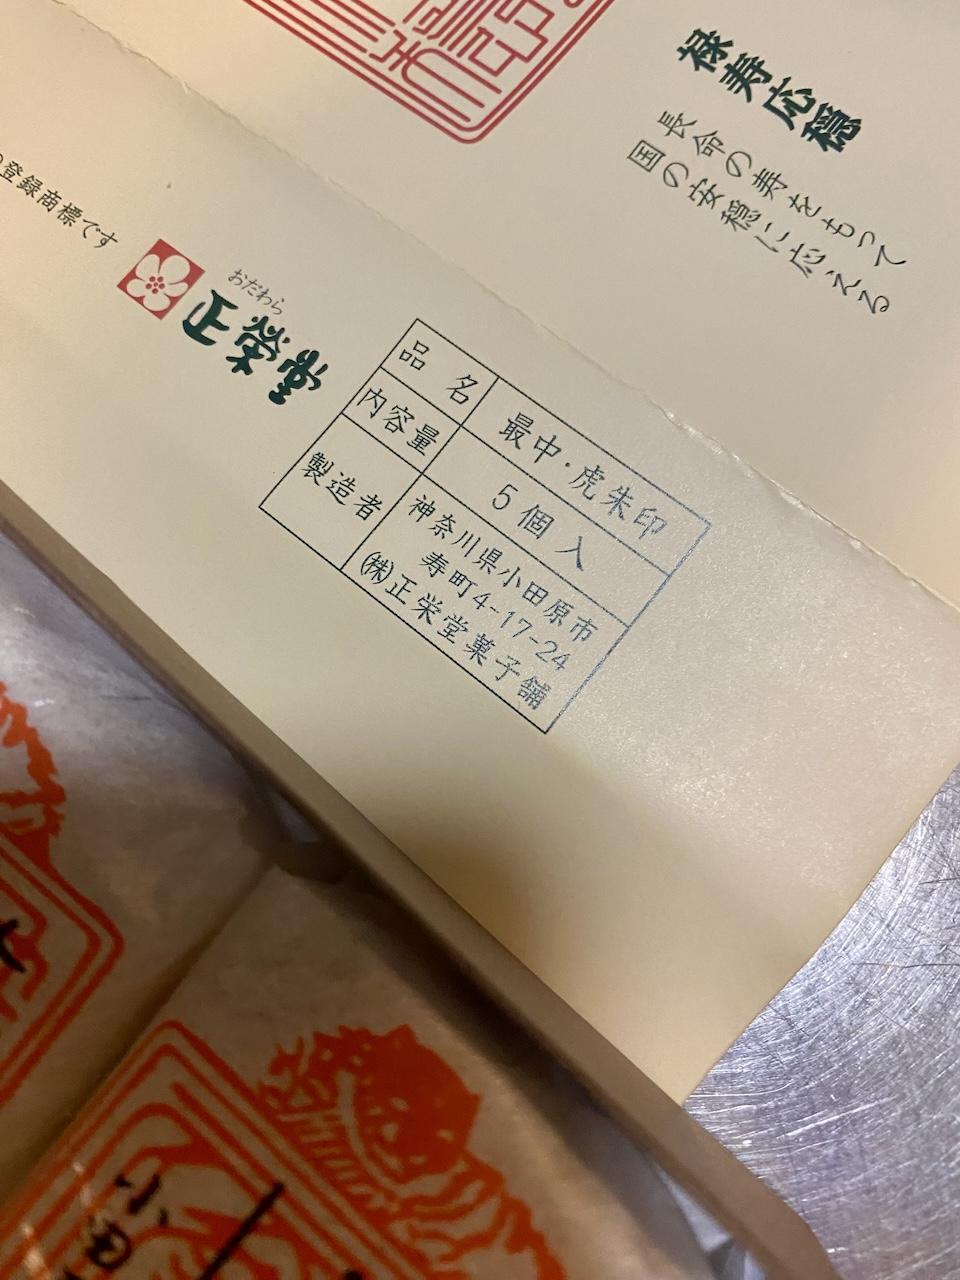 禄寿応穏
長命の寿をもって
国の安穏に応える
登録商標です
おだわら
正榮堂
品名 最中・虎朱印
内容量 5個入
製造者 神奈川県小田原市
寿町4-17-24
㈱正栄堂菓子舗
小田